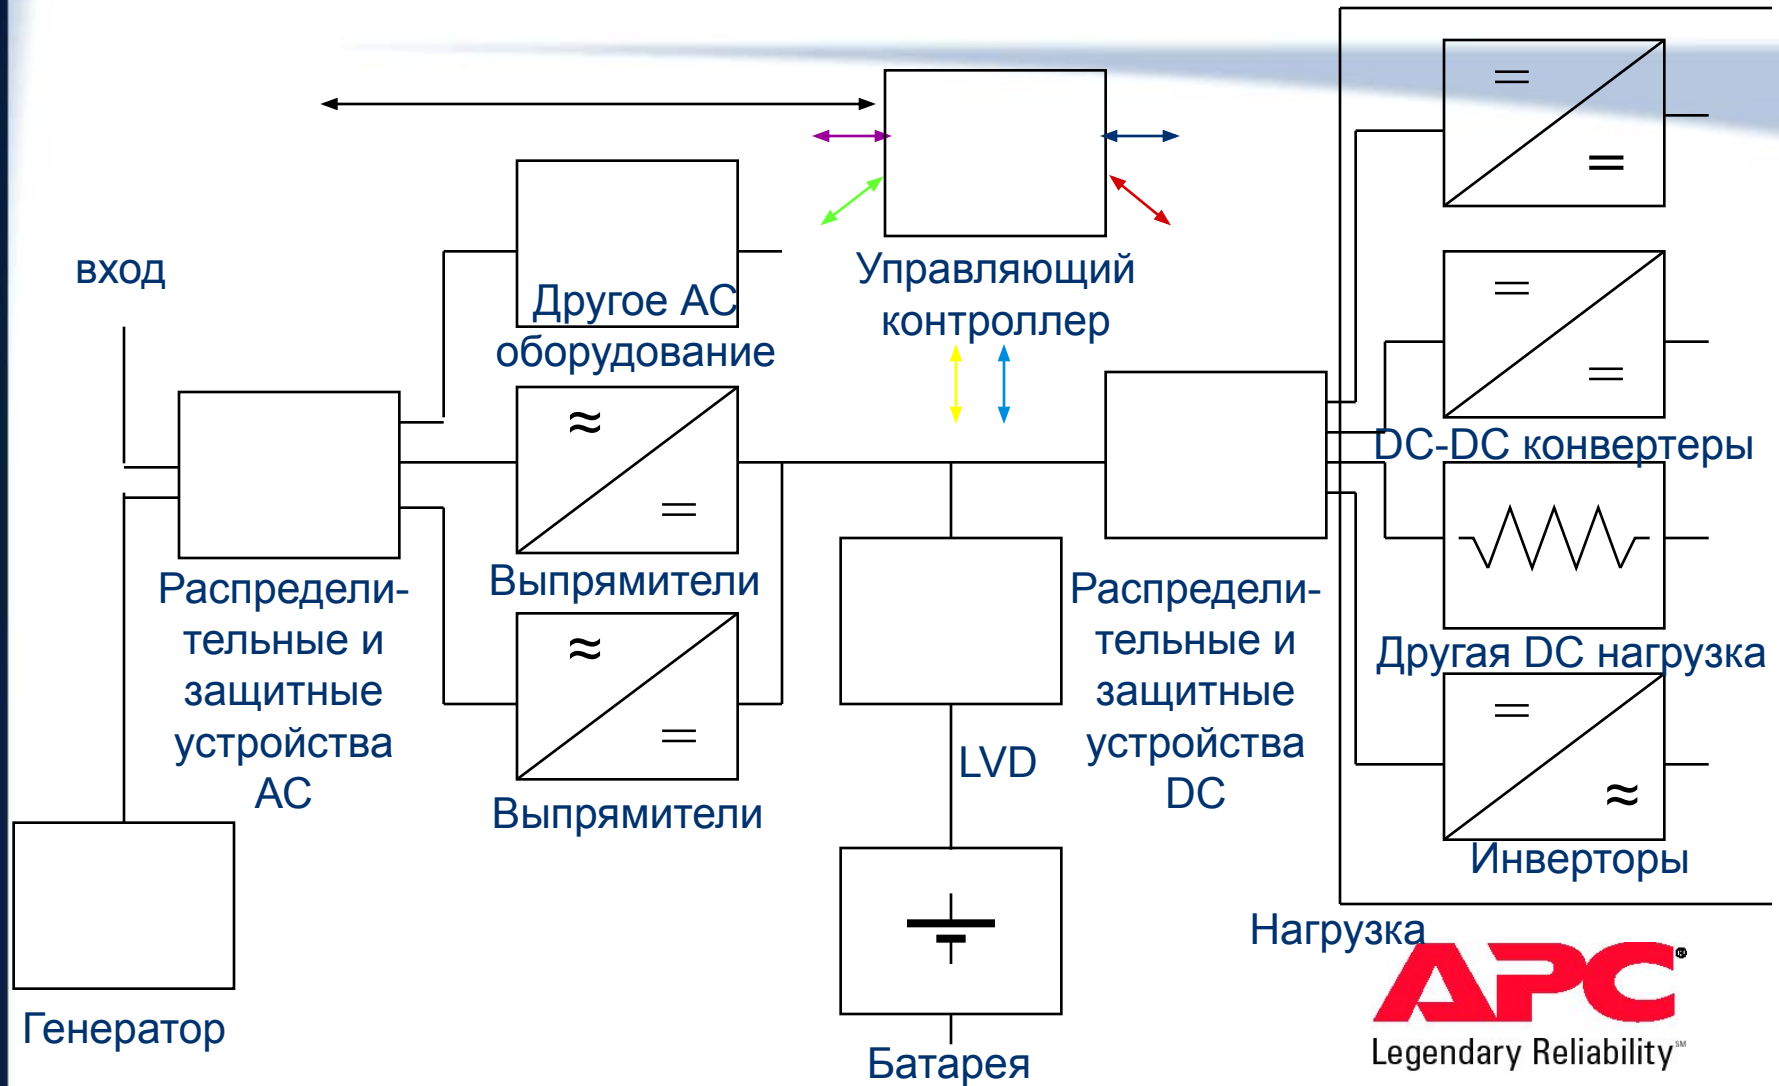 вход
Другое АС
оборудование
Управляющий
контроллер
DC-DC конвертеры
Распредели-
тельные и
защитные
устройства
АС
Выпрямители
Выпрямители
LVD
Распредели-
тельные и
защитные
устройства
DC
Другая DC нагрузка
Инверторы
Нагрузка
Генератор
Батарея
APC®
Legendary Reliability℠